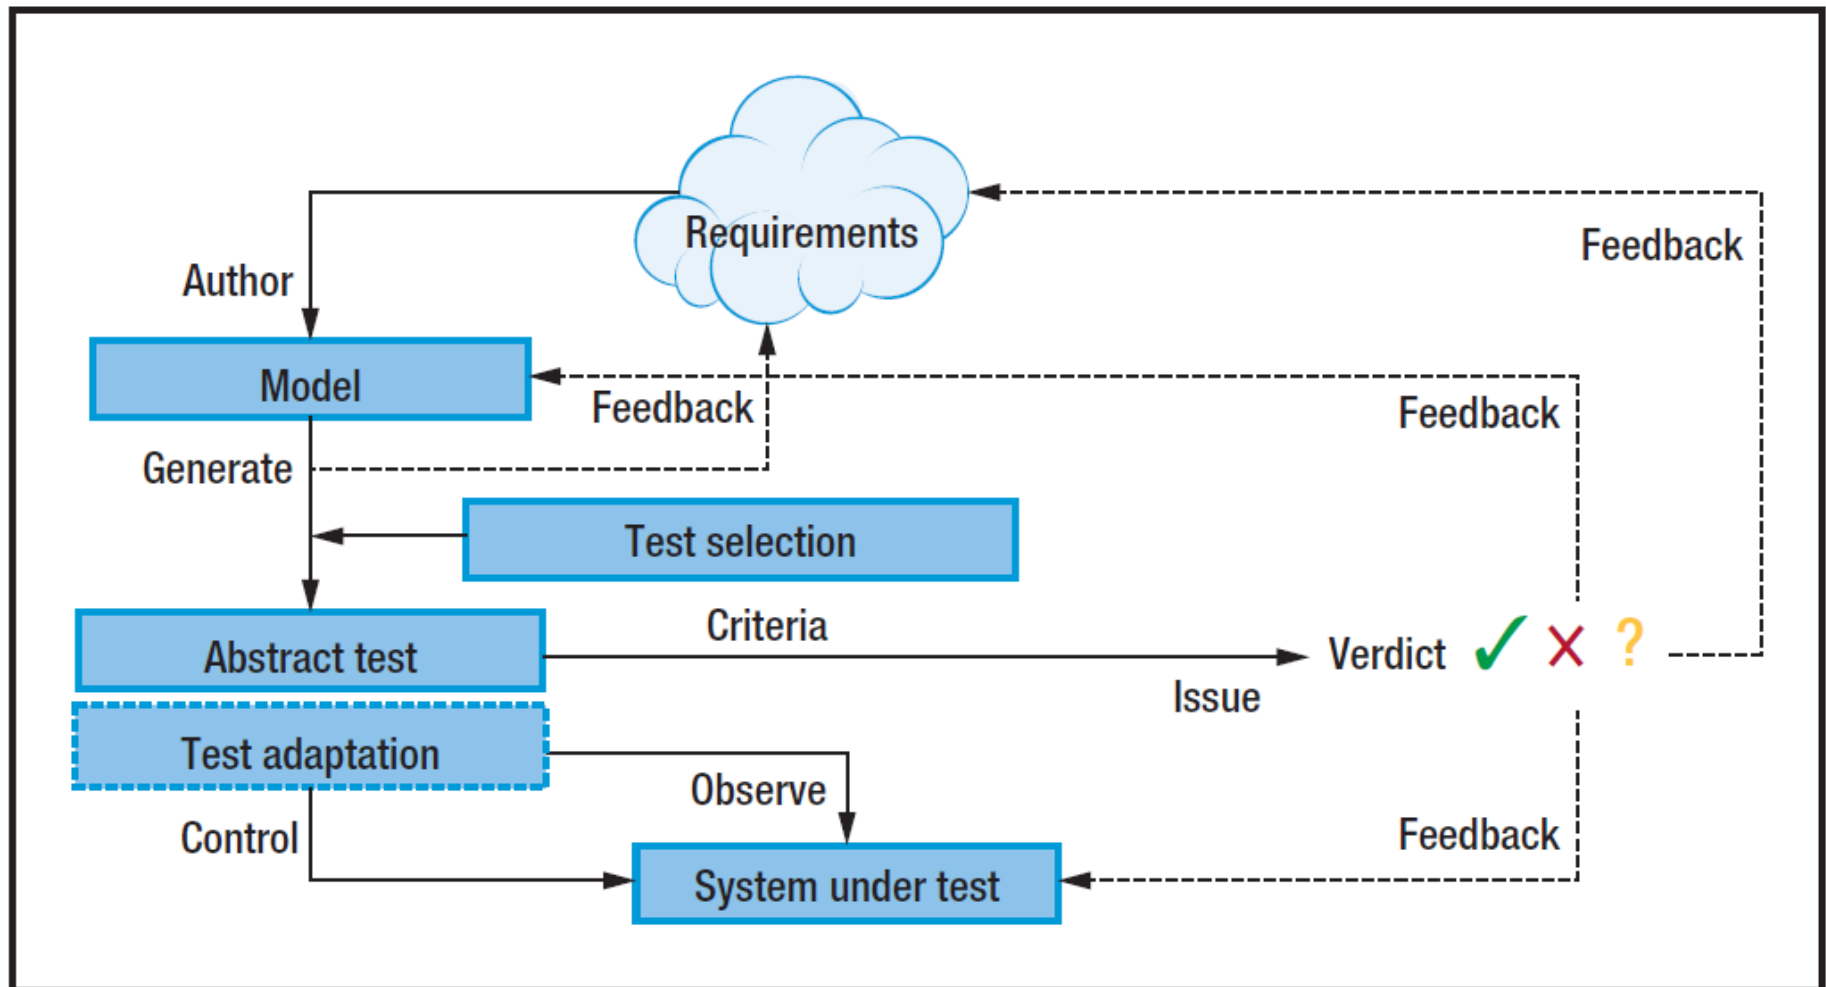 Requirements
Feedback
Author
Model
Feedback
Feedback
Generate
Test selection
Criteria
Abstract test
Verdict ✓ ✗ ?
Issue
Test adaptation
Observe
Control
Feedback
System under test